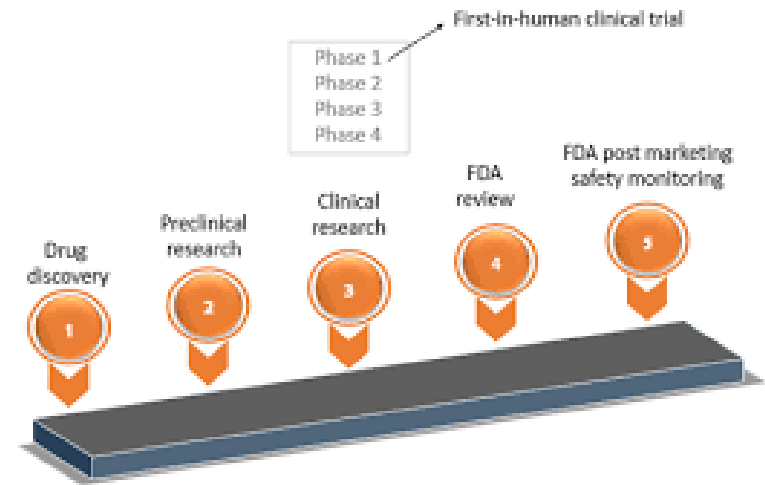 First-in-human clinical trial
Phase 1
Phase 2
Phase 3
Phase 4
FDA post marketing
safety monitoring
FDA
review
Clinical
research
Preclinical
research
Drug
discovery
1
2
3
4
5